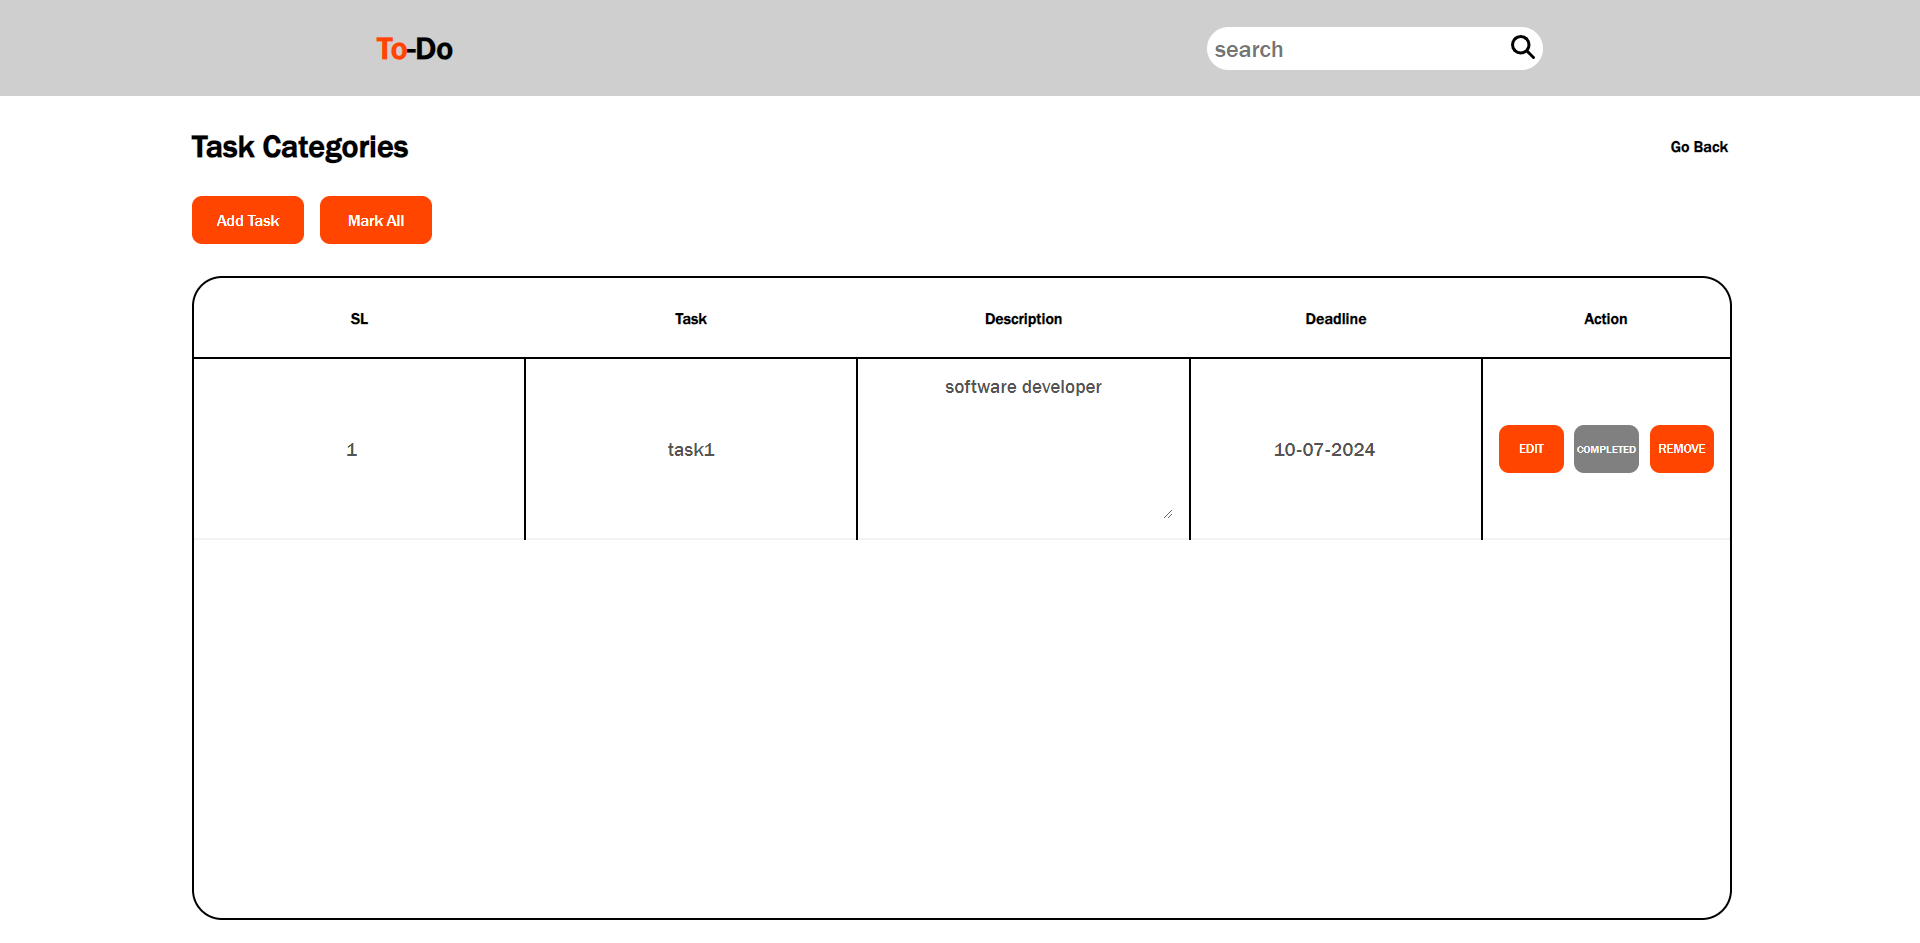 To-Do
search
Task Categories
Go Back
Add Task
Mark All
SL
Task
Description
Deadline
Action
1
task1
software developer
10-07-2024
EDIT
COMPLETED
REMOVE